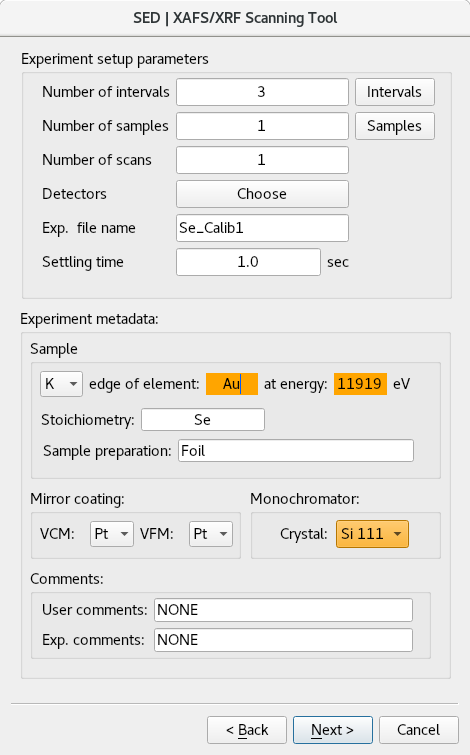 SED | XAFS/XRF Scanning Tool
Experiment setup parameters
Number of intervals 3 Intervals
Number of samples 1 Samples
Number of scans 1
Detectors Choose
Exp. file name Se_Calib1
Settling time 1.0 sec
Experiment metadata:
Sample
K edge of element: Au at energy: 11919 eV
Stoichiometry: Se
Sample preparation: Foil
Mirror coating: Monochromator:
VCM: Pt VFM: Pt Crystal: Si 111
Comments:
User comments: NONE
Exp. comments: NONE
< Back Next > Cancel